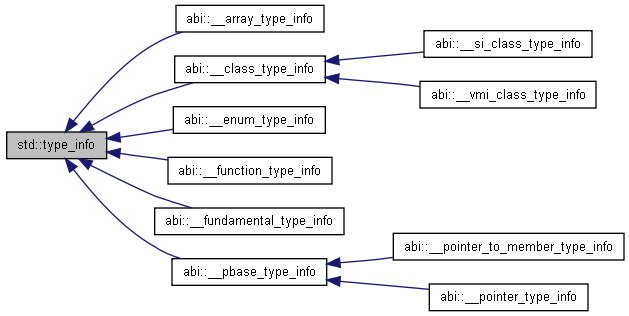 std::type_info
abi::__array_type_info
abi::__class_type_info
abi::__si_class_type_info
abi::__vmi_class_type_info
abi::__enum_type_info
abi::__function_type_info
abi::__fundamental_type_info
abi::__pbase_type_info
abi::__pointer_to_member_type_info
abi::__pointer_type_info